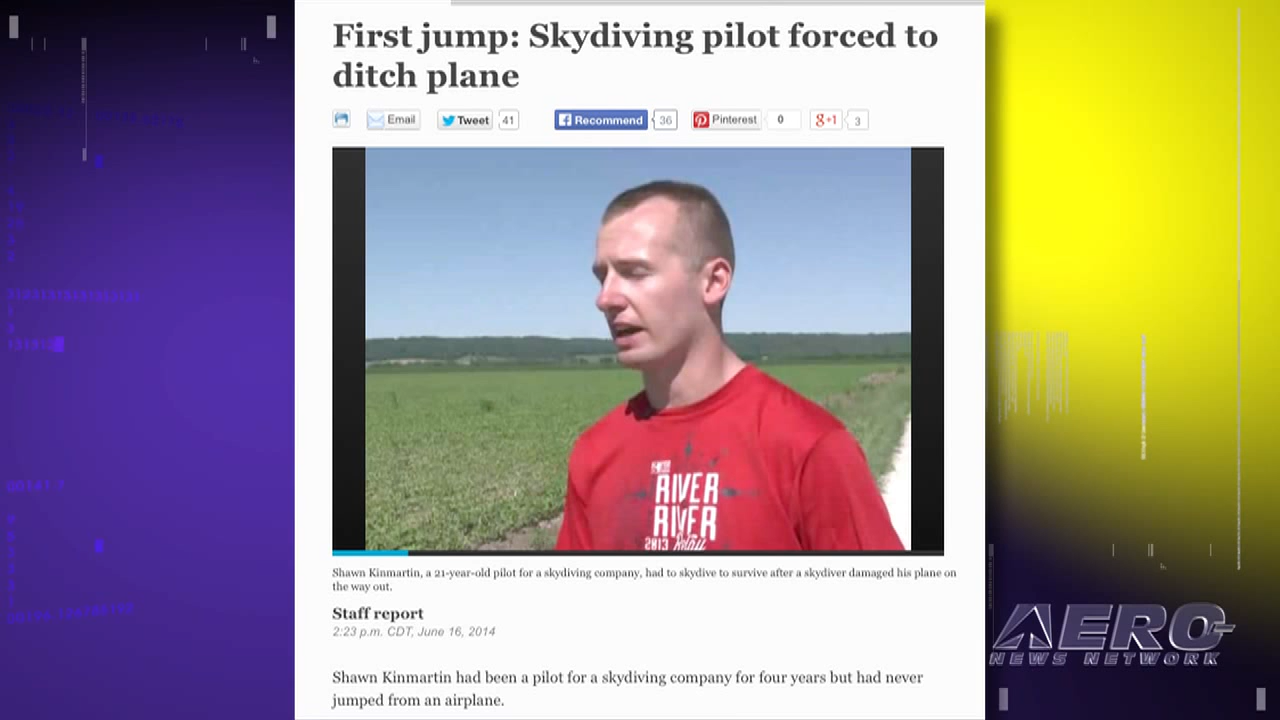 First jump: Skydiving pilot forced to
ditch plane
Email
Tweet
41
Recommend
36
Pinterest
0
g+1
3
RIVER
RIVER
2013 Relay
Shawn Kinmartin, a 21-year-old pilot for a skydiving company, had to skydive to survive after a skydiver damaged his plane on
the way out.
Staff report
2:23 p.m. CDT, June 16, 2014
Shawn Kinmartin had been a pilot for a skydiving company for four years but had never
jumped from an airplane.
AERO-
NEWS NETWORK